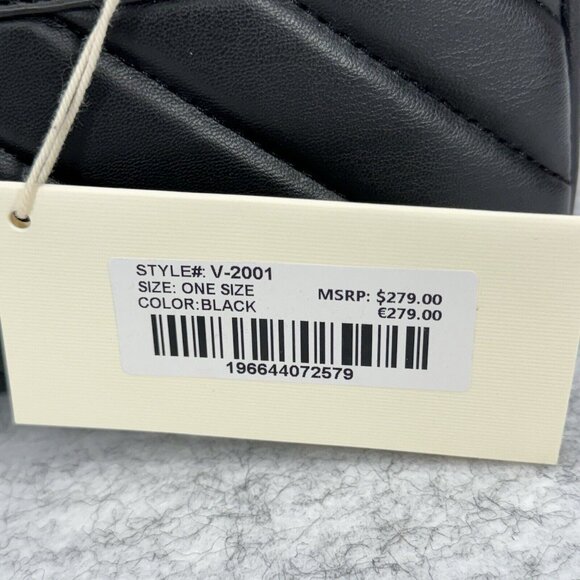 STYLE#: V-2001
SIZE: ONE SIZE
COLOR:BLACK
MSRP: $279.00
€279.00
196644072579